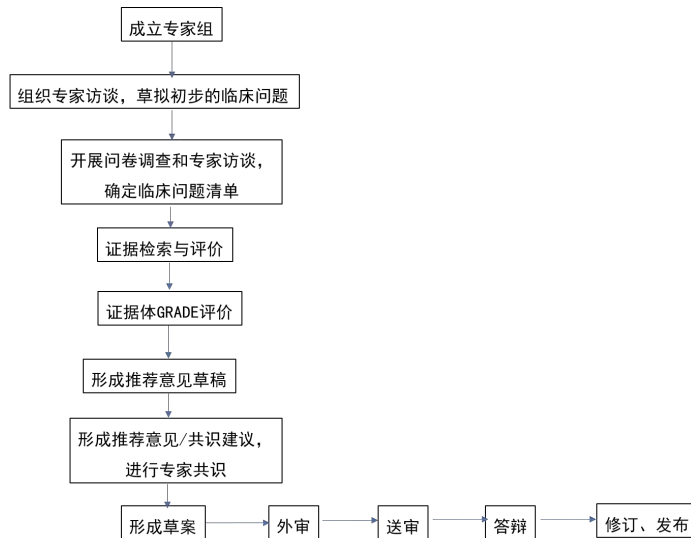 成立专家组
组织专家访谈，草拟初步的临床问题
开展问卷调查和专家访谈，
确定临床问题清单
证据检索与评价
证据体GRADE评价
形成推荐意见草稿
形成推荐意见/共识建议，
进行专家共识
形成草案
外审
送审
答辩
修订、发布